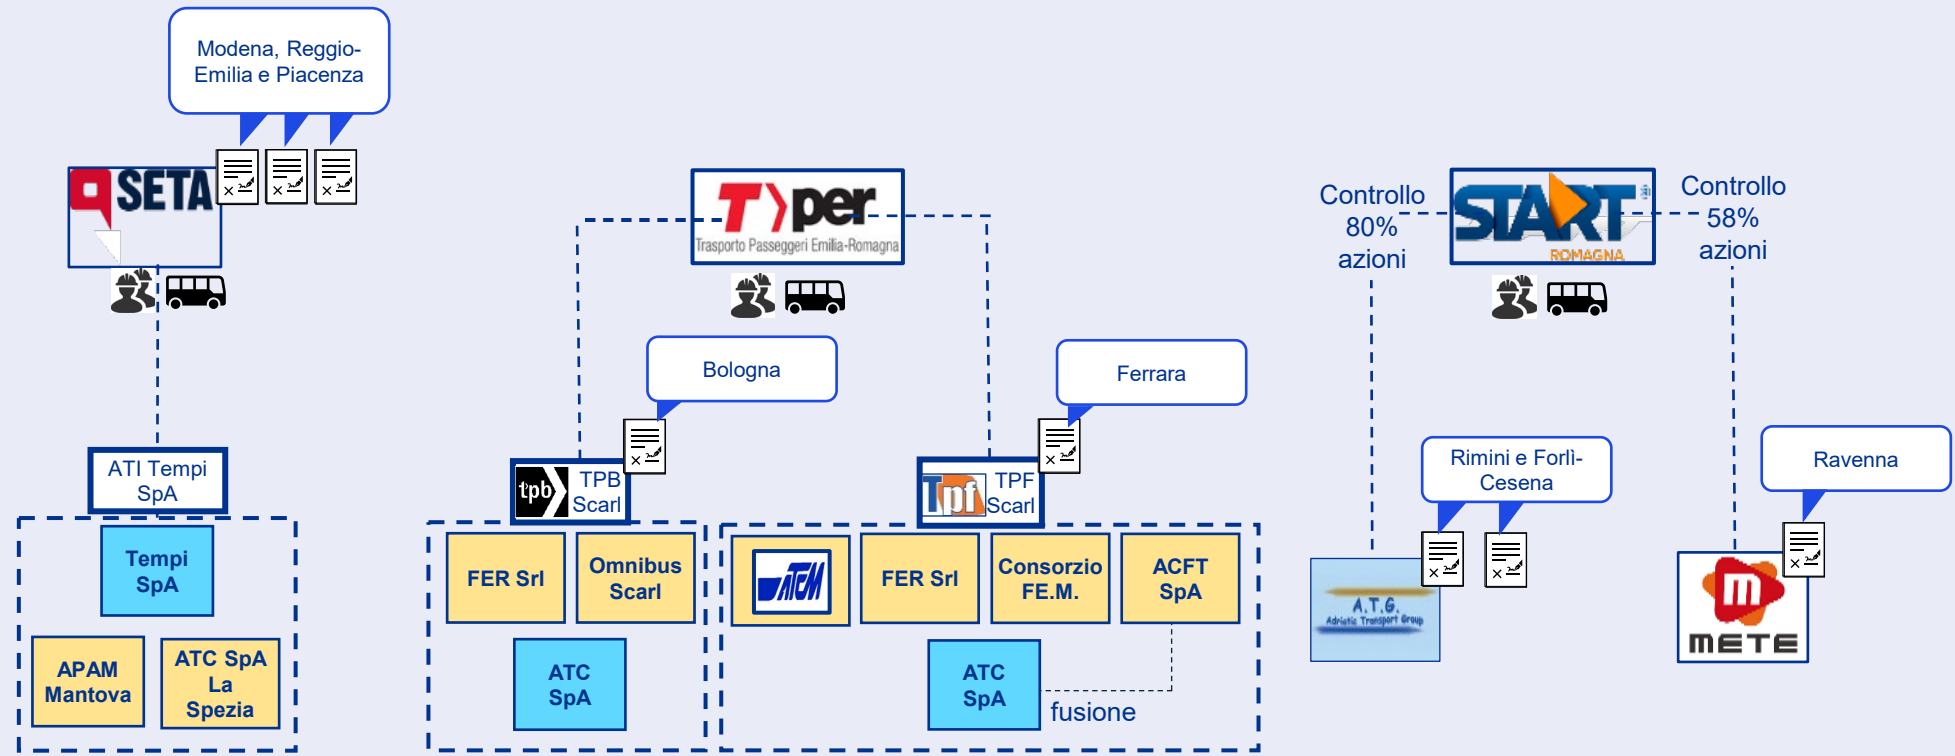 Modena, Reggio-
Emilia e Piacenza
SETA
T>per
Trasporto Passeggeri Emilia-Romagna
Controllo
80%
azioni
START
ROMAGNA
Controllo
58%
azioni
Bologna
Ferrara
Rimini e Forlì-
Cesena
Ravenna
ATI Tempi
SpA
tpb
TPB
Scarl
Tpf
TPF
Scarl
Tempi
SpA
APAM
Mantova
ATC SpA
La
Spezia
FER Srl
Omnibus
Scarl
ATC
SpA
ATCM
FER Srl
Consorzio
FE.M.
ACFT
SpA
ATC
SpA
fusione
A.T.G.
Adriatic Transport Group
m
METE